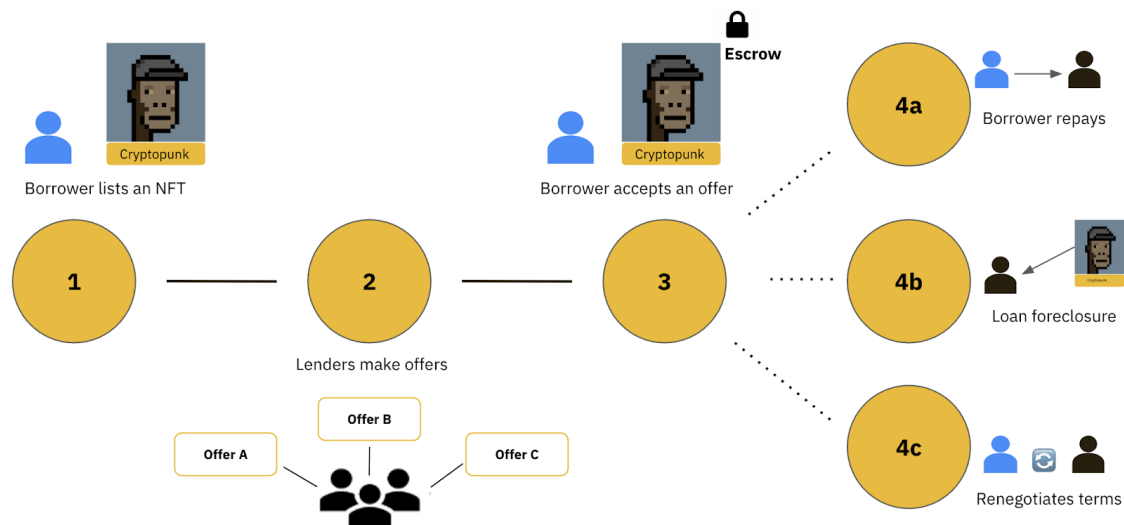 Escrow
Cryptopunk
Cryptopunk
Borrower lists an NFT
Borrower accepts an offer
1
2
3
Lenders make offers
Offer A
Offer B
Offer C
4a
Borrower repays
4b
Cryptopunk
Loan foreclosure
4c
Renegotiates terms